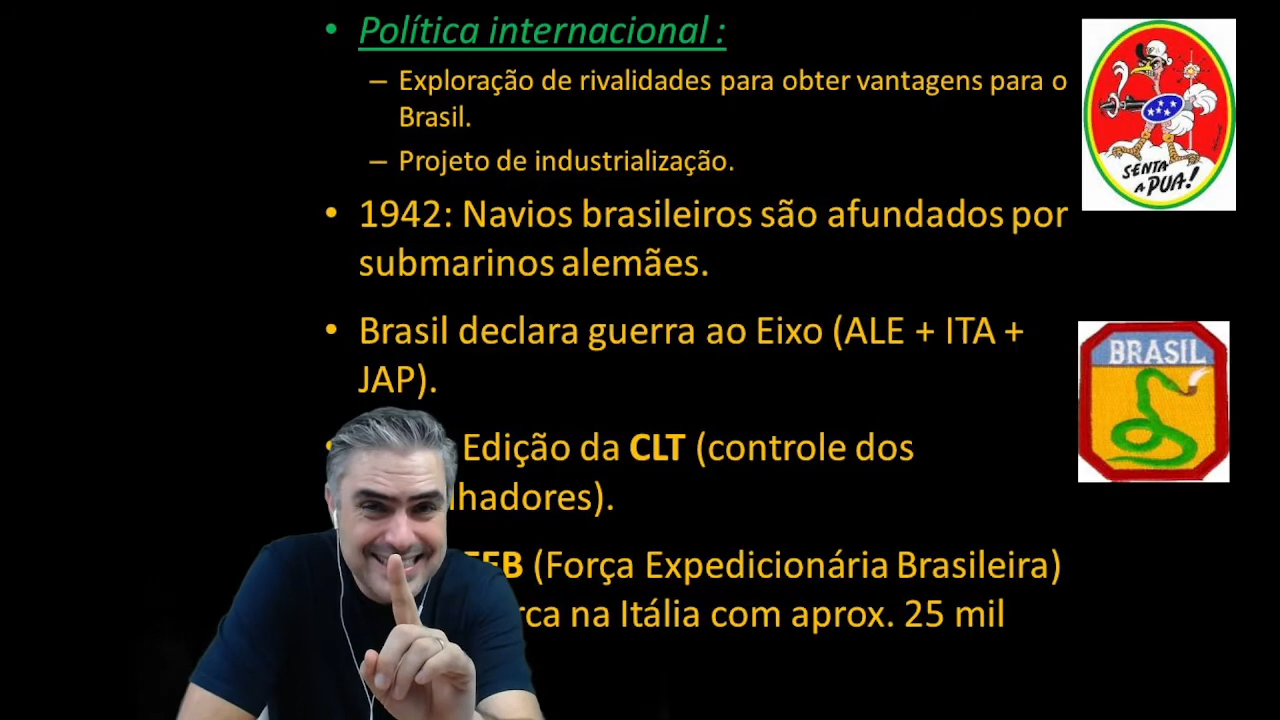 • Política internacional :
– Exploração de rivalidades para obter vantagens para o
Brasil.
– Projeto de industrialização.
• 1942: Navios brasileiros são afundados por
submarinos alemães.
• Brasil declara guerra ao Eixo (ALE + ITA +
JAP).
Edição da CLT (controle dos
lhadores).
FEB (Força Expedicionária Brasileira)
rca na Itália com aprox. 25 mil
SENTA
A PUA!
BRASIL